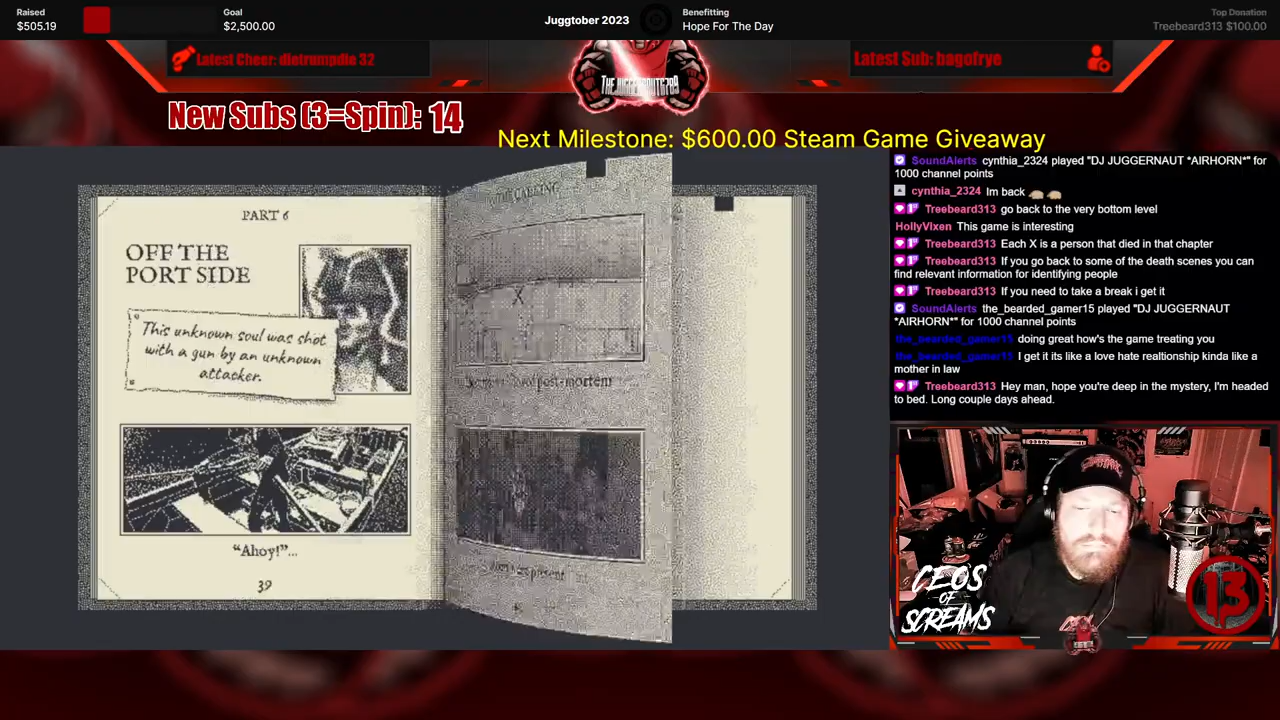 Raised
$505.19
Goal
$2,500.00
Juggtober 2023
Benefitting
Hope For The Day
Top Donation
Treebeard313 $100.00
Latest Cheer: dietrumpdie 32
THEJUGGERNAUT6789
Latest Sub: bagofrye
New Subs (3=Spin): 14
Next Milestone: $600.00 Steam Game Giveaway
PART 6
OFF THE
PORT SIDE
This unknown soul was shot
with a gun by an unknown
attacker.
"Ahoy!"...
39
THE CALLING
X
post-mortem
present
SoundAlerts cynthia_2324 played "DJ JUGGERNAUT *AIRHORN*" for
1000 channel points
cynthia_2324 Im back
Treebeard313 go back to the very bottom level
HollyVIxen This game is interesting
Treebeard313 Each X is a person that died in that chapter
Treebeard313 If you go back to some of the death scenes you can
find relevant information for identifying people
Treebeard313 If you need to take a break i get it
SoundAlerts the_bearded_gamer15 played "DJ JUGGERNAUT
*AIRHORN*" for 1000 channel points
the_bearded_gamer15 doing great how's the game treating you
the_bearded_gamer15 I get it its like a love hate realtionship kinda like a
mother in law
Treebeard313 Hey man, hope you're deep in the mystery, I'm headed
to bed. Long couple days ahead.
CEOS
OF
SCREAMS
13